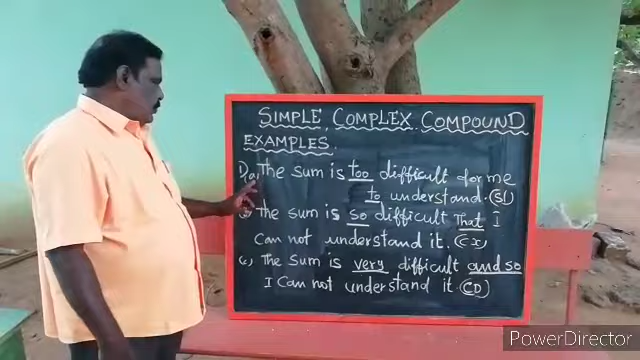 SIMPLE, COMPLEX. COMPOUND
EXAMPLES.
1) (a) The sum is too difficult for me
to understand. (SI)
the sum is so difficult That I
can not understand it. (CX)
(c) The sum is very difficult and so
I can not understand it (CD)
PowerDirector